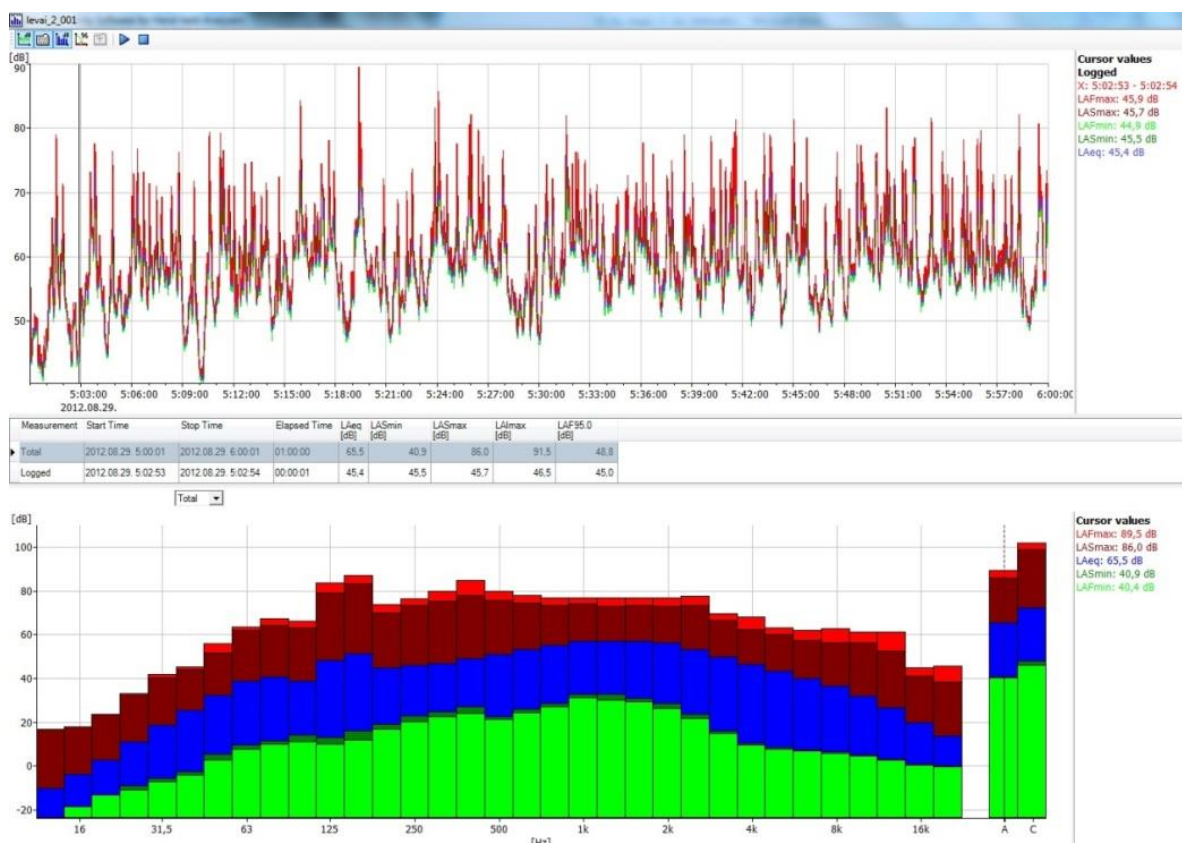 levai_2_001
[dB]
90
80
70
60
50
5:03:00 5:06:00 5:09:00 5:12:00 5:15:00 5:18:00 5:21:00 5:24:00 5:27:00 5:30:00 5:33:00 5:36:00 5:39:00 5:42:00 5:45:00 5:48:00 5:51:00 5:54:00 5:57:00 6:00:00
2012.08.29.
Cursor values
Logged
X: 5:02:53 - 5:02:54
LAFmax: 45,9 dB
LASmax: 45,7 dB
LAFmin: 44,9 dB
LASmin: 45,5 dB
LAeq: 45,4 dB
Measurement Start Time Stop Time Elapsed Time LAeq [dB] LASmin [dB] LASmax [dB] LAImax [dB] LAF95.0 [dB]
Total 2012.08.29. 5:00:01 2012.08.29. 6:00:01 01:00:00 65,5 40,9 86,0 91,5 48,8
Logged 2012.08.29. 5:02:53 2012.08.29. 5:02:54 00:00:01 45,4 45,5 45,7 46,5 45,0
Total
[dB]
100
80
60
40
20
0
-20
16 31,5 63 125 250 500 1k 2k 4k 8k 16k A C
[Hz]
Cursor values
LAFmax: 89,5 dB
LASmax: 86,0 dB
LAeq: 65,5 dB
LASmin: 40,9 dB
LAFmin: 40,4 dB